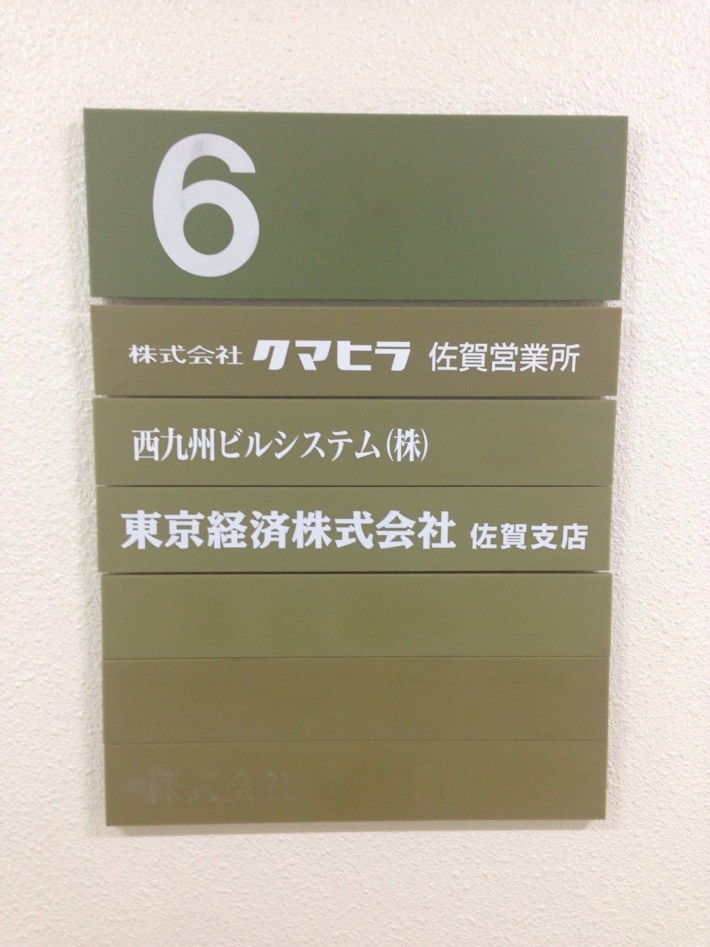 6
株式会社 クマヒラ 佐賀営業所
西九州ビルシステム(株)
東京経済株式会社 佐賀支店